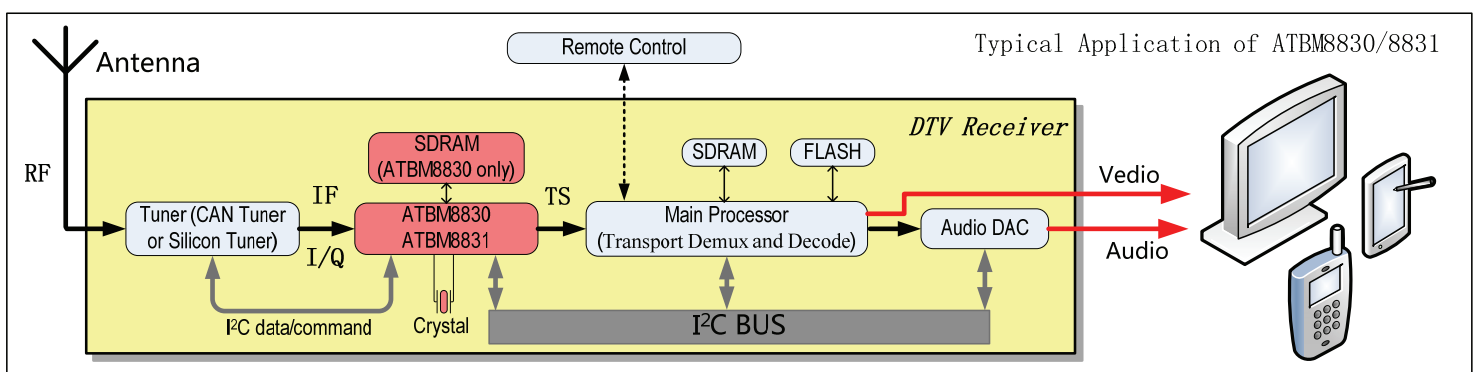 Typical Application of ATBM8830/8831
Antenna
RF
Remote Control
DTV Receiver
SDRAM
(ATBM8830 only)
SDRAM
FLASH
Tuner (CAN Tuner
or Silicon Tuner)
IF
I/Q
ATBM8830
ATBM8831
TS
Main Processor
(Transport Demux and Decode)
Audio DAC
Vedio
Audio
I²C data/command
Crystal
I²C BUS